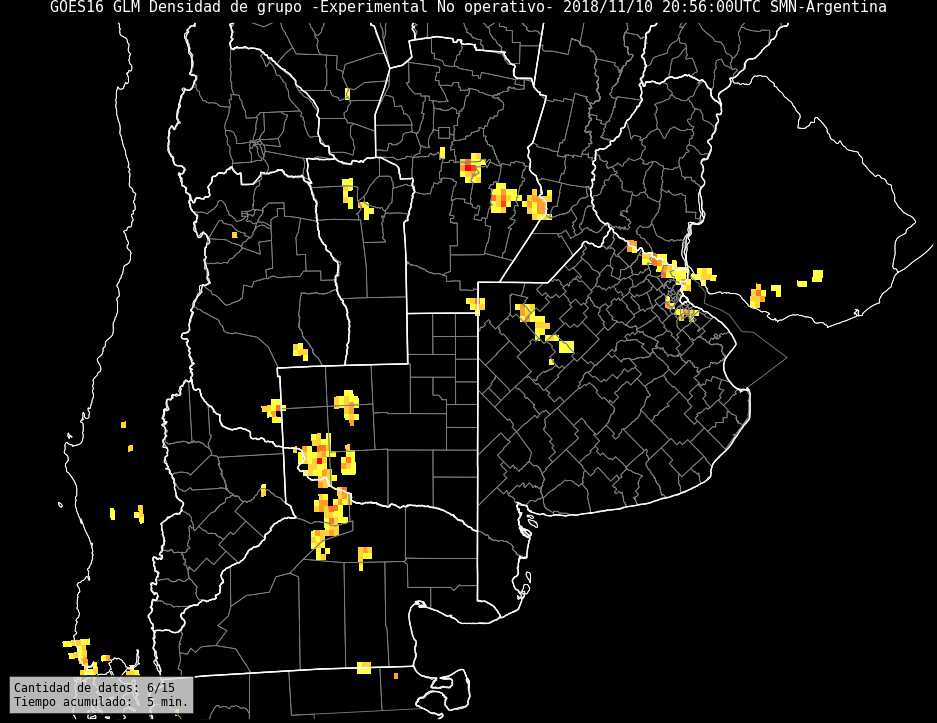 GOES16 GLM Densidad de grupo -Experimental No operativo- 2018/11/10 20:56:00UTC SMN-Argentina
Cantidad de datos: 6/15
Tiempo acumulado:  5 min.